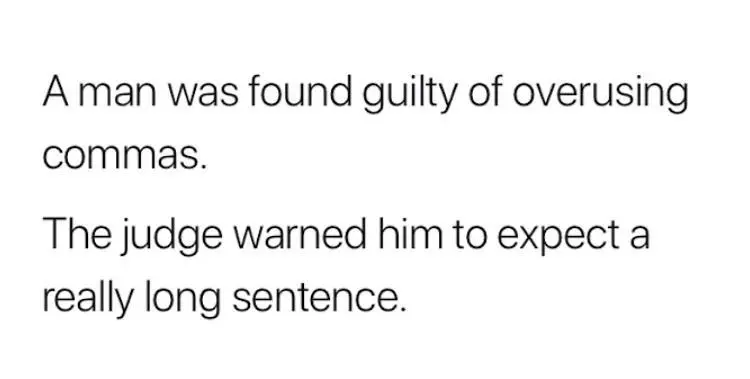 A man was found guilty of overusing
commas.
The judge warned him to expect a
really long sentence.